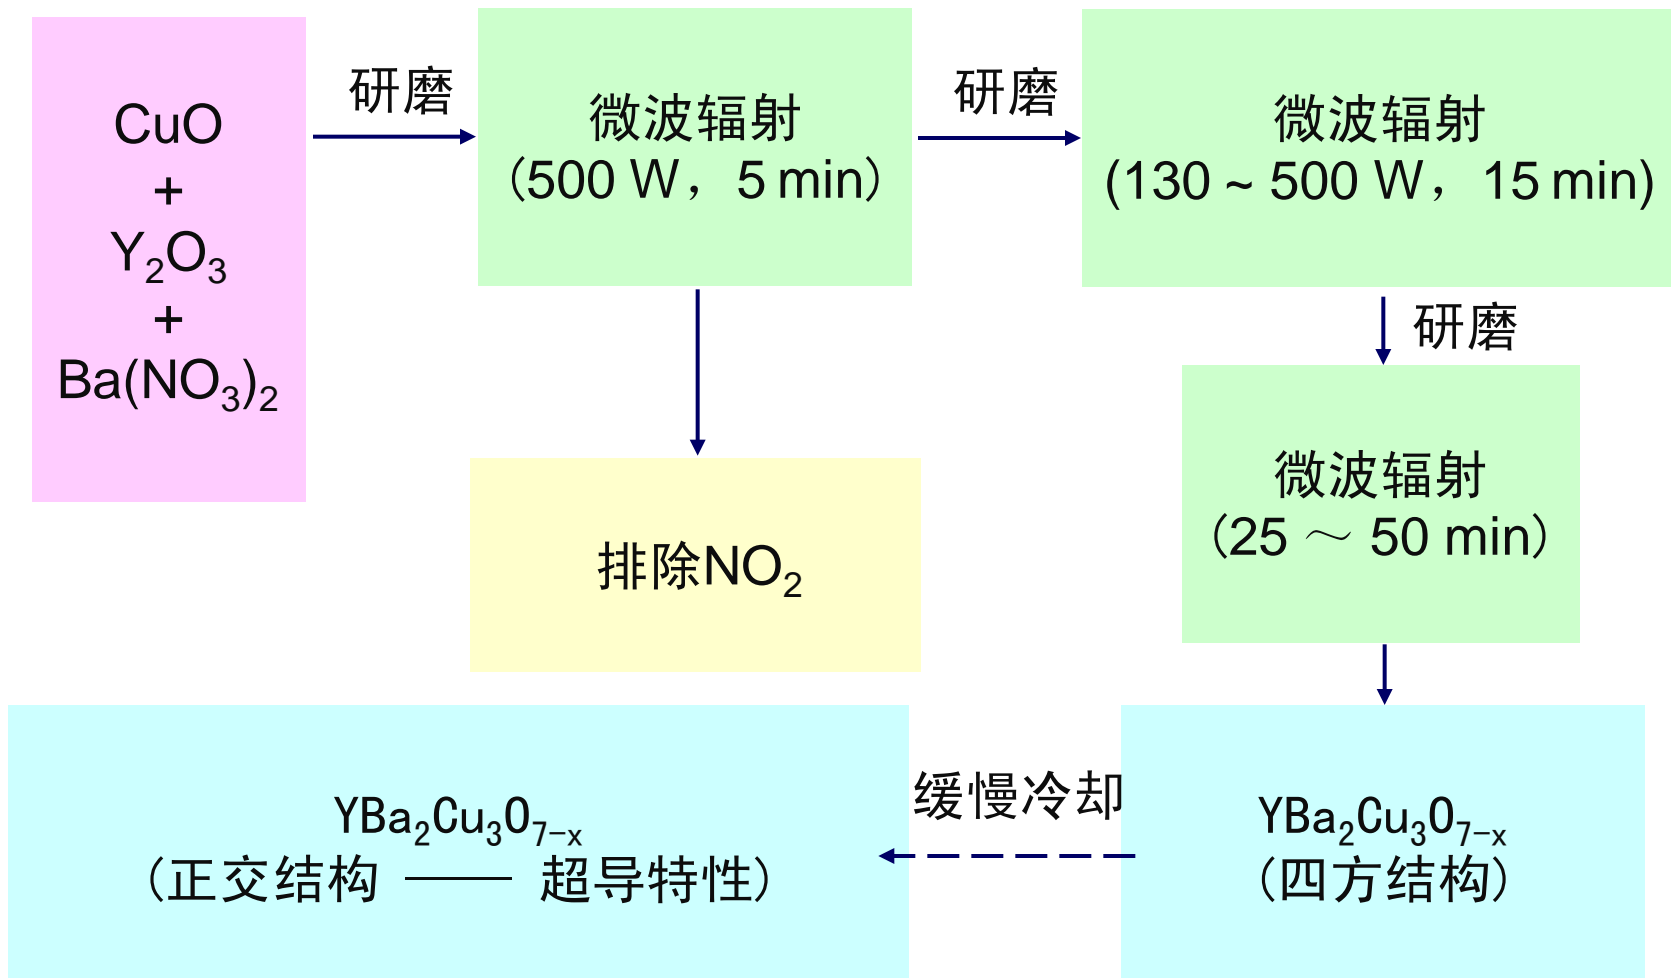 CuO
+
Y₂O₃
+
Ba(NO₃)₂
研磨
微波辐射
(500 W，5 min)
研磨
微波辐射
(130 ~ 500 W，15 min)
研磨
微波辐射
(25 ～ 50 min)
排除NO₂
YBa₂Cu₃O₇₋ₓ
(四方结构)
缓慢冷却
YBa₂Cu₃O₇₋ₓ
(正交结构 —— 超导特性)